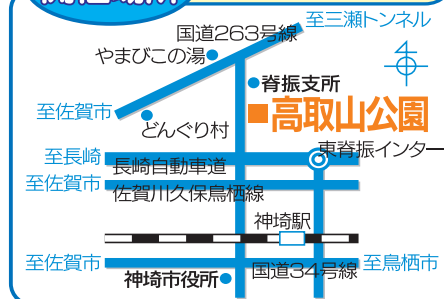 国道263号線
至三瀬トンネル
やまびこの湯
脊振支所
至佐賀市
どんぐり村
■高取山公園
東脊振インター
至長崎
長崎自動車道
至佐賀市
佐賀川久保鳥栖線
神埼駅
至佐賀市
国道34号線
至鳥栖市
神埼市役所